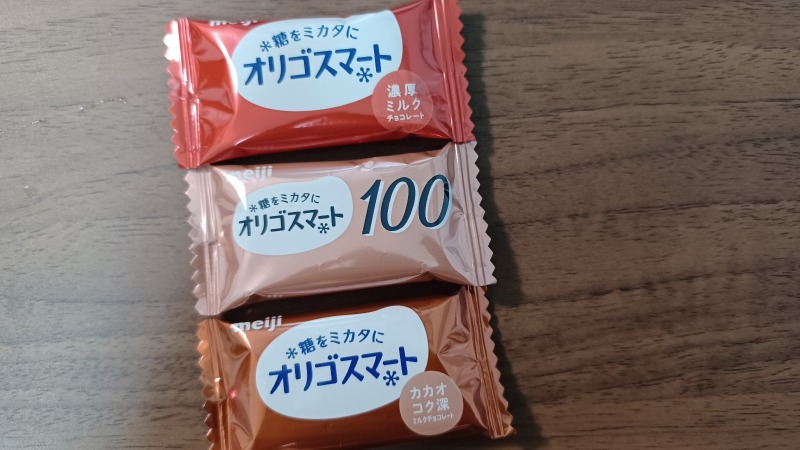 meiji
*糖をミカタに
オリゴスマート*
濃厚
ミルク
チョコレート
meiji
*糖をミカタに
オリゴスマート*
100
meiji
*糖をミカタに
オリゴスマート*
カカオ
コク深
ミルクチョコレート